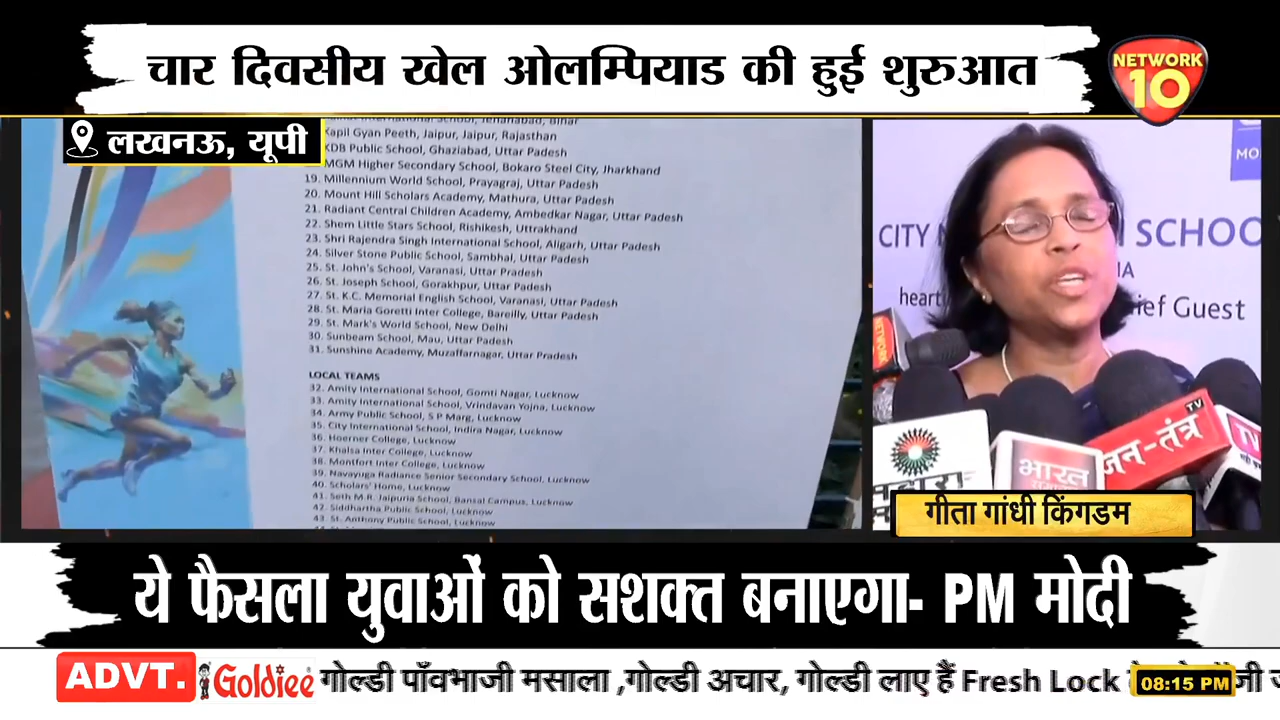 चार दिवसीय खेल ओलम्पियाड की हुई शुरुआत
NETWORK
10
लखनऊ, यूपी
Kapil Gyan Peeth, Jaipur, Jaipur, Rajasthan
KDB Public School, Ghaziabad, Uttar Padesh
MGM Higher Secondary School, Bokaro Steel City, Jharkhand
19. Millennium World School, Prayagraj, Uttar Padesh
20. Mount Hill Scholars Academy, Mathura, Uttar Padesh
21. Radiant Central Children Academy, Ambedkar Nagar, Uttar Padesh
22. Shem Little Stars School, Rishikesh, Uttrakhand
23. Shri Rajendra Singh International School, Aligarh, Uttar Padesh
24. Silver Stone Public School, Sambhal, Uttar Padesh
25. St. John's School, Varanasi, Uttar Pradesh
26. St. Joseph School, Gorakhpur, Uttar Padesh
27. St. K.C. Memorial English School, Varanasi, Uttar Padesh
28. St. Maria Goretti Inter College, Bareilly, Uttar Padesh
29. St. Mark's World School, New Delhi
30. Sunbeam School, Mau, Uttar Padesh
31. Sunshine Academy, Muzaffarnagar, Uttar Pradesh
LOCAL TEAMS
32. Amity International School, Gomti Nagar, Lucknow
33. Amity International School, Vrindavan Yojna, Lucknow
34. Army Public School, S P Marg, Lucknow
35. City International School, Indira Nagar, Lucknow
36. Hoerner College, Lucknow
37. Khalsa Inter College, Lucknow
38. Montfort Inter College, Lucknow
39. Navayuga Radiance Senior Secondary School, Lucknow
40. Scholars' Home, Lucknow
41. Seth M.R. Jaipuria School, Bansal Campus, Lucknow
42. Siddhartha Public School, Lucknow
43. St. Anthony Public School, Lucknow
CITY SCHOO
heart
ief Guest
NETWORK
भारत
जन-तंत्र
TV
गीता गांधी किंगडम
ये फैसला युवाओं को सशक्त बनाएगा- PM मोदी
ADVT. Goldiee गोल्डी पाँवभाजी मसाला ,गोल्डी अचार, गोल्डी लाए हैं Fresh Lock
08:15 PM